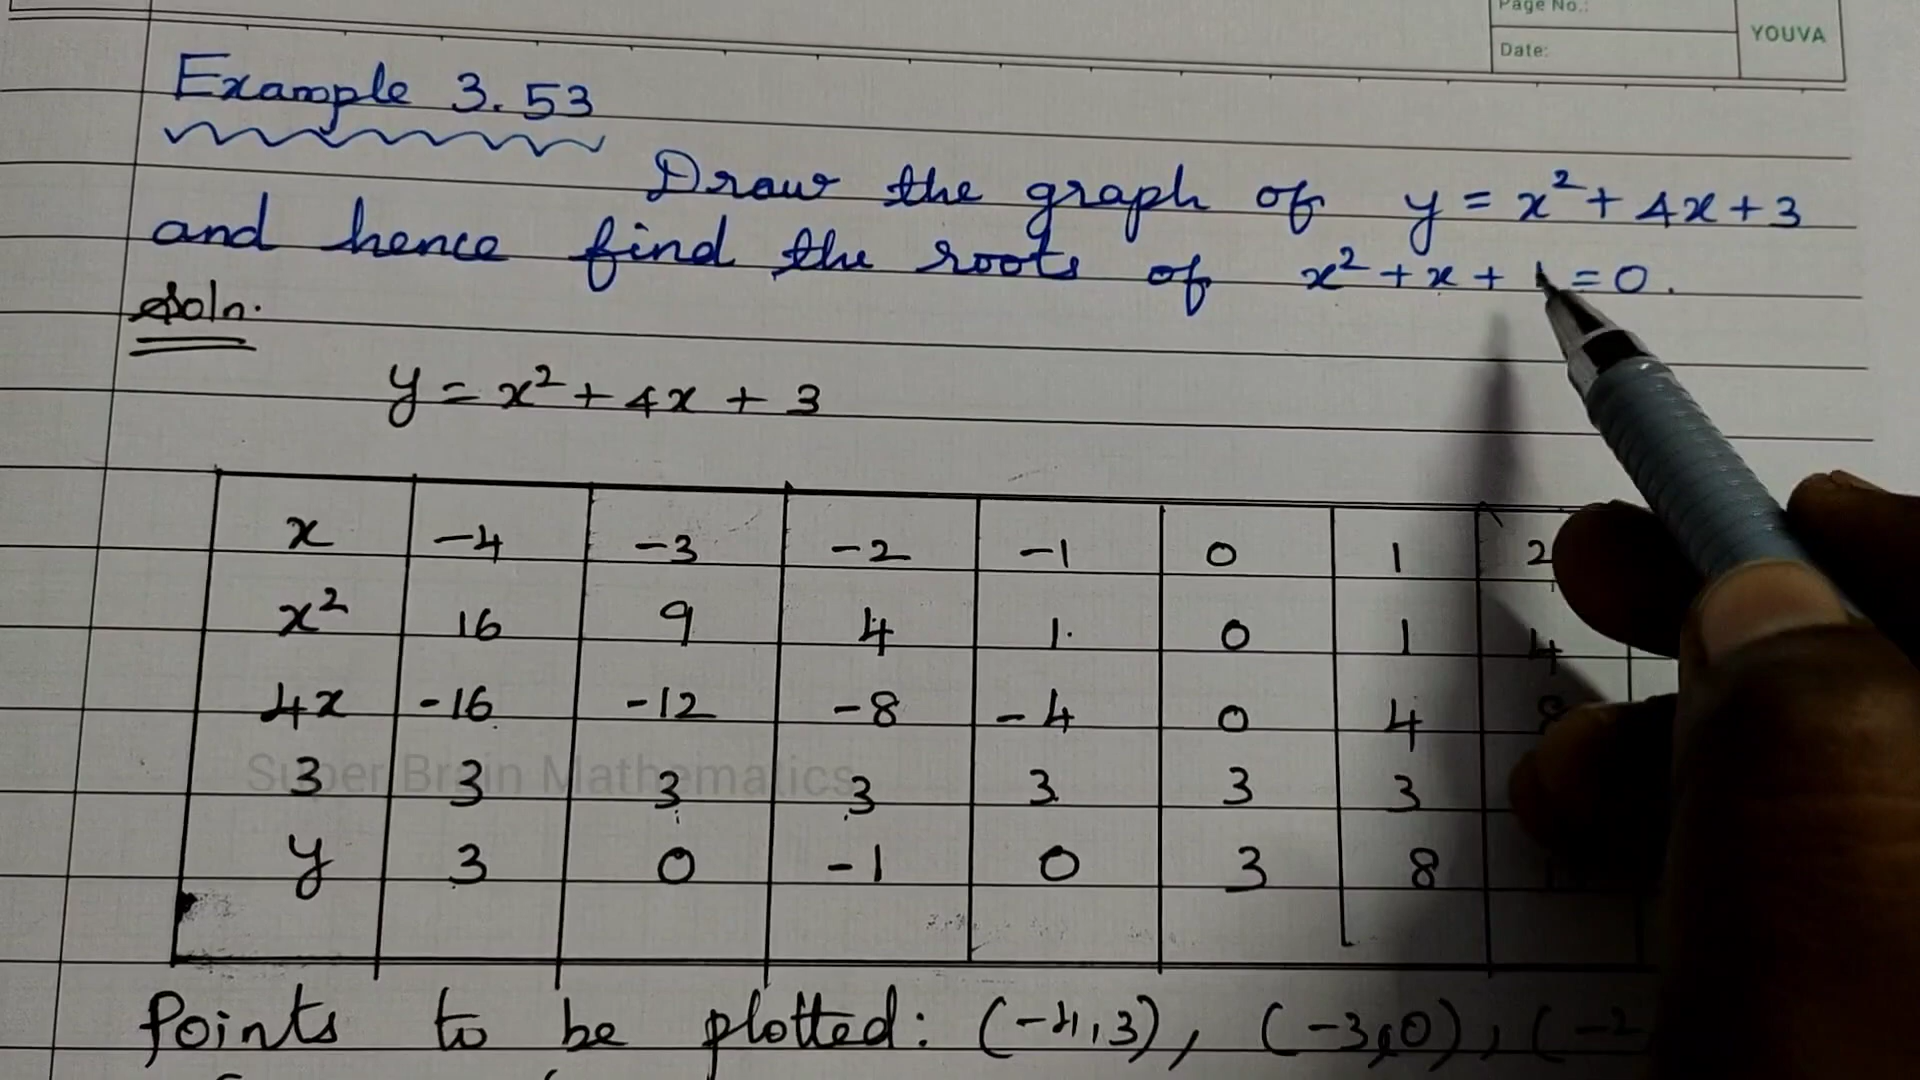 Page No.:
YOUVA
Date:
Example 3.53
Draw the graph of y = x² + 4x + 3
and hence find the roots of x² + x + 1 = 0.
Soln.
y = x² + 4x + 3
x -4 -3 -2 -1 0 1 2
x² 16 9 4 1 0 1 4
4x -16 -12 -8 -4 0 4 8
3 3 3 3 3 3 3
y 3 0 -1 0 3 8
Super Brain Mathematics
Points to be plotted: (-4,3), (-3,0), (-2